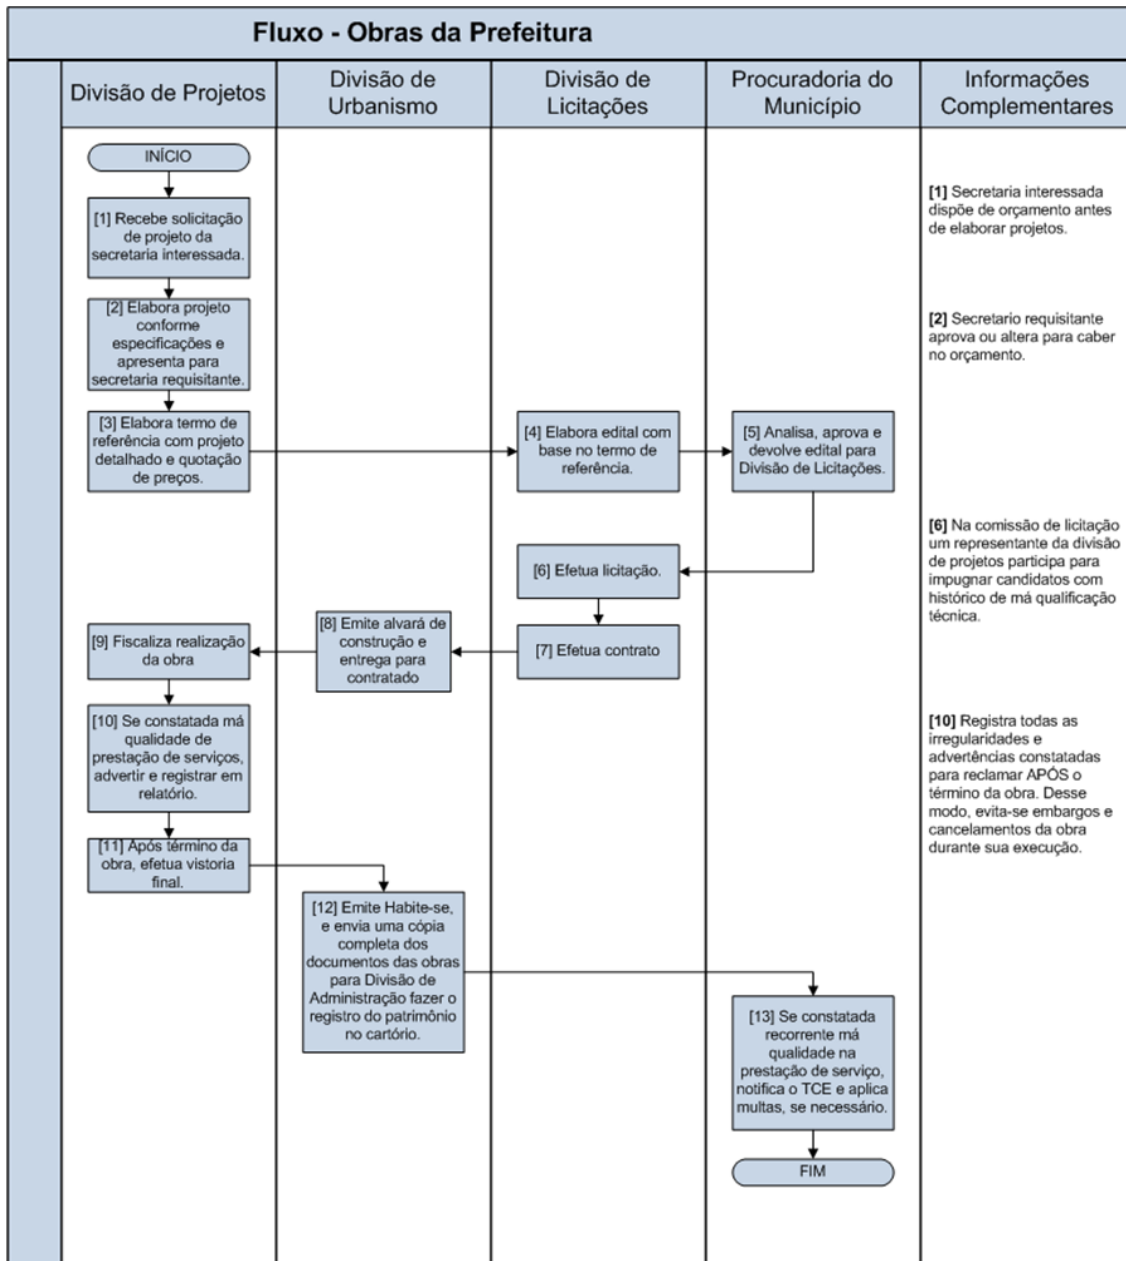 Fluxo - Obras da Prefeitura
Divisão de Projetos
Divisão de
Urbanismo
Divisão de
Licitações
Procuradoria do
Município
Informações
Complementares
INÍCIO
[1] Recebe solicitação
de projeto da
secretaria interessada.
[1] Secretaria interessada
dispõe de orçamento antes
de elaborar projetos.
[2] Elabora projeto
conforme
especificações e
apresenta para
secretaria requisitante.
[2] Secretario requisitante
aprova ou altera para caber
no orçamento.
[3] Elabora termo de
referência com projeto
detalhado e quotação
de preços.
[4] Elabora edital com
base no termo de
referência.
[5] Analisa, aprova e
devolve edital para
Divisão de Licitações.
[6] Efetua licitação.
[6] Na comissão de licitação
um representante da divisão
de projetos participa para
impugnar candidatos com
histórico de má qualificação
técnica.
[7] Efetua contrato
[8] Emite alvará de
construção e
entrega para
contratado
[9] Fiscaliza realização
da obra
[10] Se constatada má
qualidade de
prestação de serviços,
advertir e registrar em
relatório.
[10] Registra todas as
irregularidades e
advertências constatadas
para reclamar APÓS o
término da obra. Desse
modo, evita-se embargos e
cancelamentos da obra
durante sua execução.
[11] Após término da
obra, efetua vistoria
final.
[12] Emite Habite-se,
e envia uma cópia
completa dos
documentos das obras
para Divisão de
Administração fazer o
registro do patrimônio
no cartório.
[13] Se constatada
recorrente má
qualidade na
prestação de serviço,
notifica o TCE e aplica
multas, se necessário.
FIM